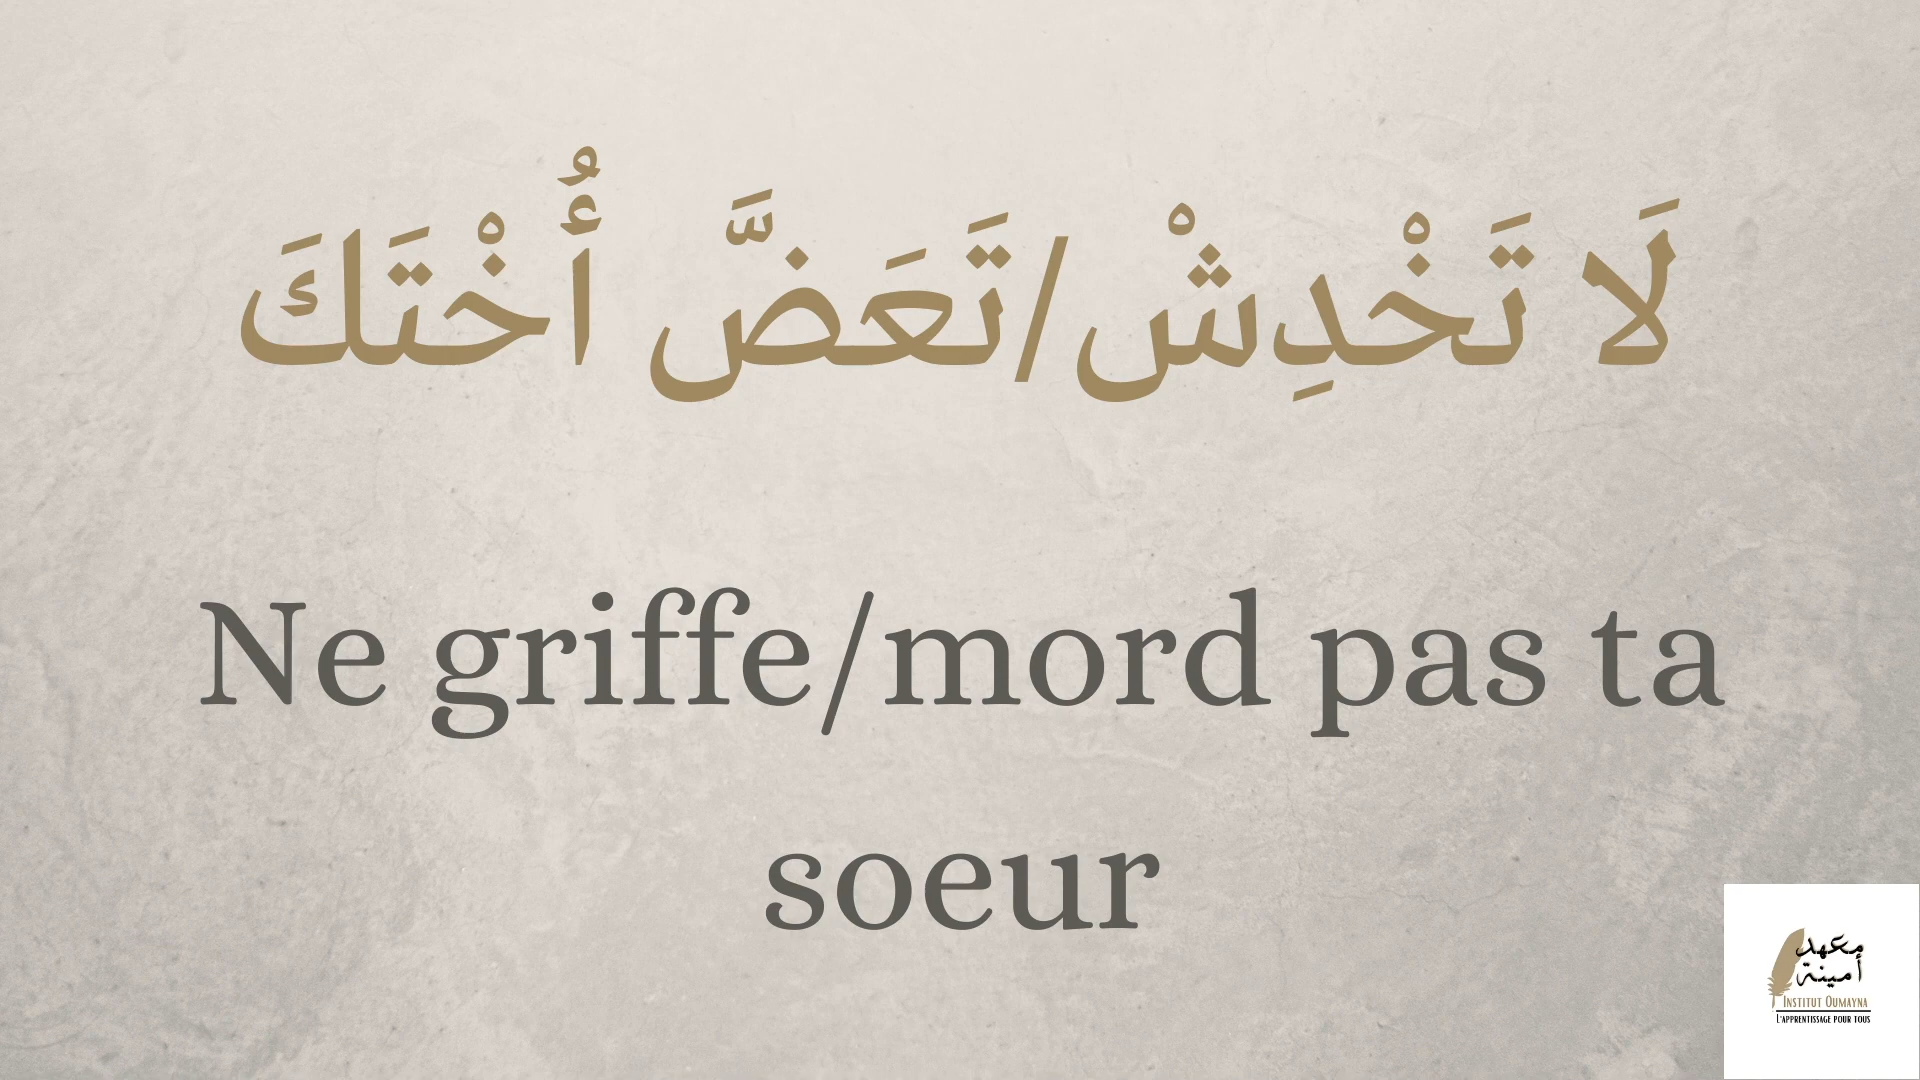 لَا تَخْدِشْ/تَعَضَّ أُخْتَكَ
Ne griffe/mord pas ta
soeur
معهد
أمينة
INSTITUT OUMAYNA
L'APPRENTISSAGE POUR TOUS